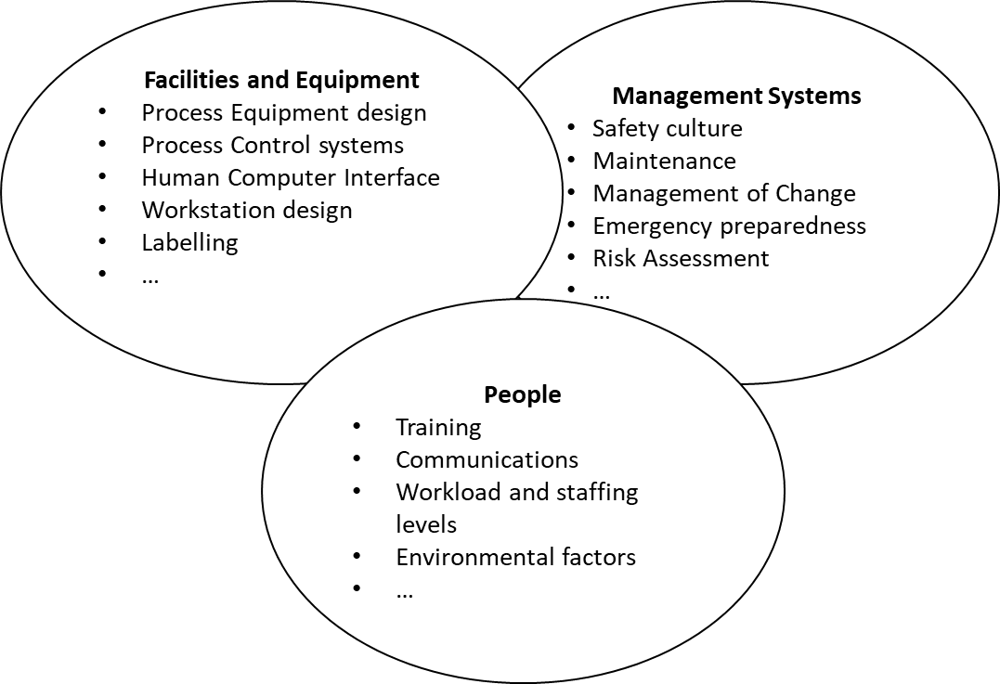 Facilities and Equipment
• Process Equipment design
• Process Control systems
• Human Computer Interface
• Workstation design
• Labelling
• ...
Management Systems
• Safety culture
• Maintenance
• Management of Change
• Emergency preparedness
• Risk Assessment
• ...
People
• Training
• Communications
• Workload and staffing
levels
• Environmental factors
• ...